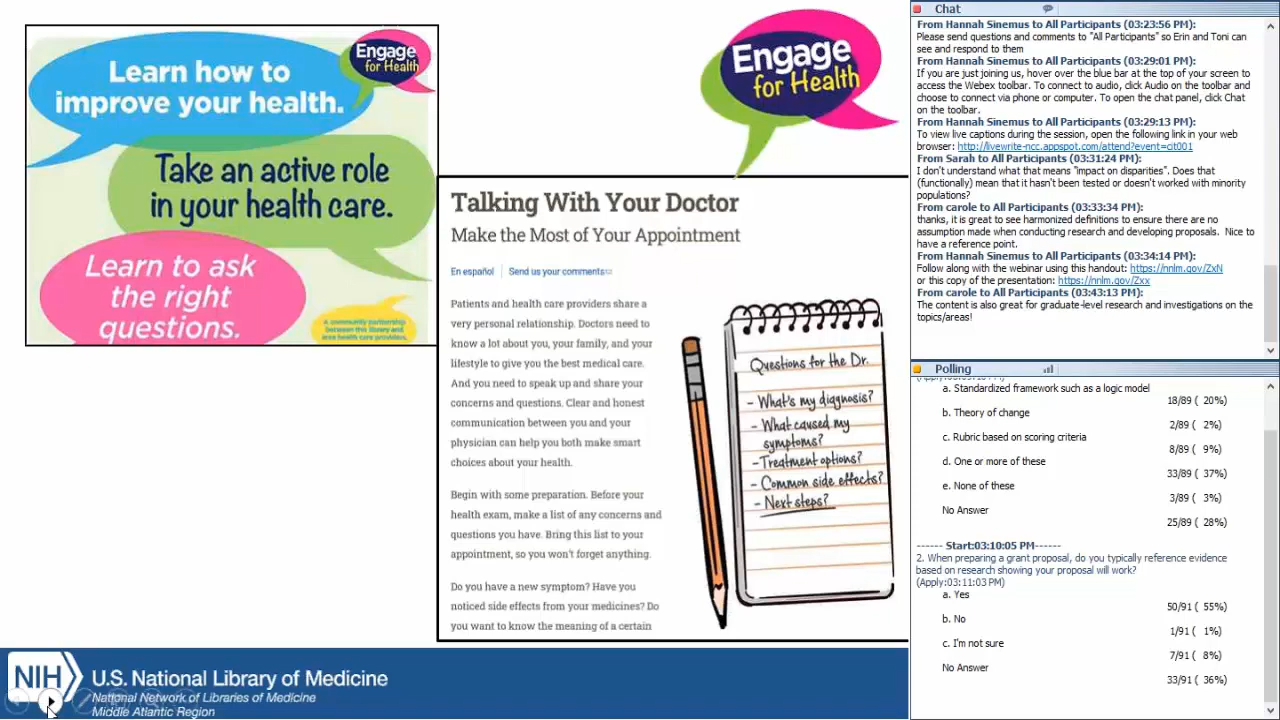 Learn how to
improve your health.
Engage
for Health
Take an active role
in your health care.
Learn to ask
the right
questions.
A community partnership
between this library and
area health care providers.
Engage
for Health
Talking With Your Doctor
Make the Most of Your Appointment
En español | Send us your comments
Patients and health care providers share a
very personal relationship. Doctors need to
know a lot about you, your family, and your
lifestyle to give you the best medical care.
And you need to speak up and share your
concerns and questions. Clear and honest
communication between you and your
physician can help you both make smart
choices about your health.
Begin with some preparation. Before your
health exam, make a list of any concerns and
questions you have. Bring this list to your
appointment, so you won't forget anything.
Do you have a new symptom? Have you
noticed side effects from your medicines? Do
you want to know the meaning of a certain
Questions for the Dr.
- What's my diagnosis?
- What caused my
symptoms?
- Treatment options?
- Common side effects?
- Next steps?
NIH U.S. National Library of Medicine
National Network of Libraries of Medicine
Middle Atlantic Region
Chat
From Hannah Sinemus to All Participants (03:23:56 PM):
Please send questions and comments to "All Participants" so Erin and Toni can
see and respond to them
From Hannah Sinemus to All Participants (03:29:01 PM):
If you are just joining us, hover over the blue bar at the top of your screen to
access the Webex toolbar. To connect to audio, click Audio on the toolbar and
choose to connect via phone or computer. To open the chat panel, click Chat
on the toolbar.
From Hannah Sinemus to All Participants (03:29:13 PM):
To view live captions during the session, open the following link in your web
browser: http://livewrite-ncc.appspot.com/attend?event=cit001
From Sarah to All Participants (03:31:24 PM):
I don't understand what that means "impact on disparities". Does that
(functionally) mean that it hasn't been tested or doesn't worked with minority
populations?
From carole to All Participants (03:33:34 PM):
thanks, it is great to see harmonized definitions to ensure there are no
assumption made when conducting research and developing proposals. Nice to
have a reference point.
From Hannah Sinemus to All Participants (03:34:14 PM):
Follow along with the webinar using this handout: https://nnlm.gov/ZxN
or this copy of the presentation: https://nnlm.gov/Zxx
From carole to All Participants (03:43:13 PM):
The content is also great for graduate-level research and investigations on the
topics/areas!
Polling
a. Standardized framework such as a logic model
18/89 ( 20%)
b. Theory of change
2/89 ( 2%)
c. Rubric based on scoring criteria
8/89 ( 9%)
d. One or more of these
33/89 ( 37%)
e. None of these
3/89 ( 3%)
No Answer
25/89 ( 28%)
------ Start:03:10:05 PM------
2. When preparing a grant proposal, do you typically reference evidence
based on research showing your proposal will work?
(Apply:03:11:03 PM)
a. Yes
50/91 ( 55%)
b. No
1/91 ( 1%)
c. I'm not sure
7/91 ( 8%)
No Answer
33/91 ( 36%)